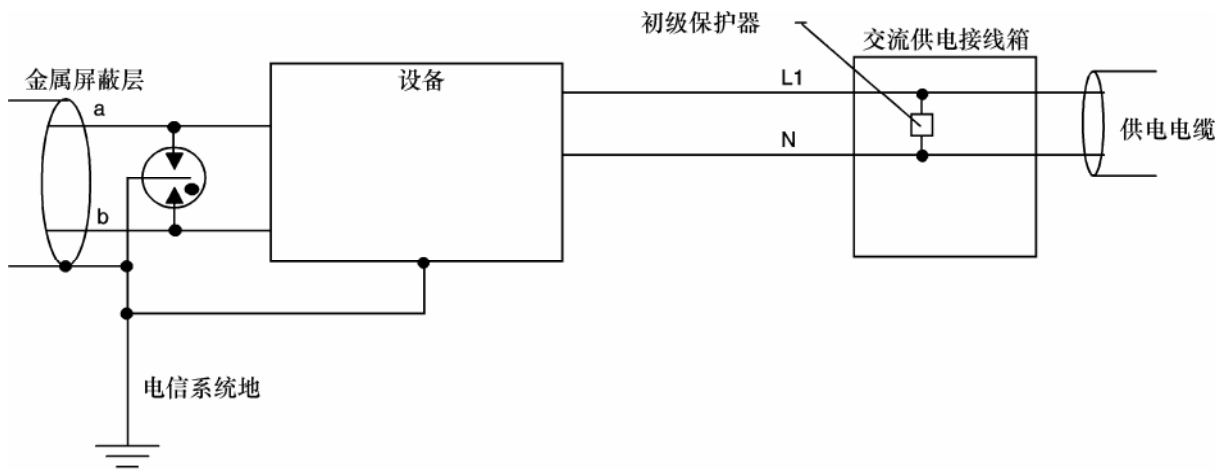 初级保护器
交流供电接线箱
金属屏蔽层
设备
L1
a
供电电缆
N
b
电信系统地